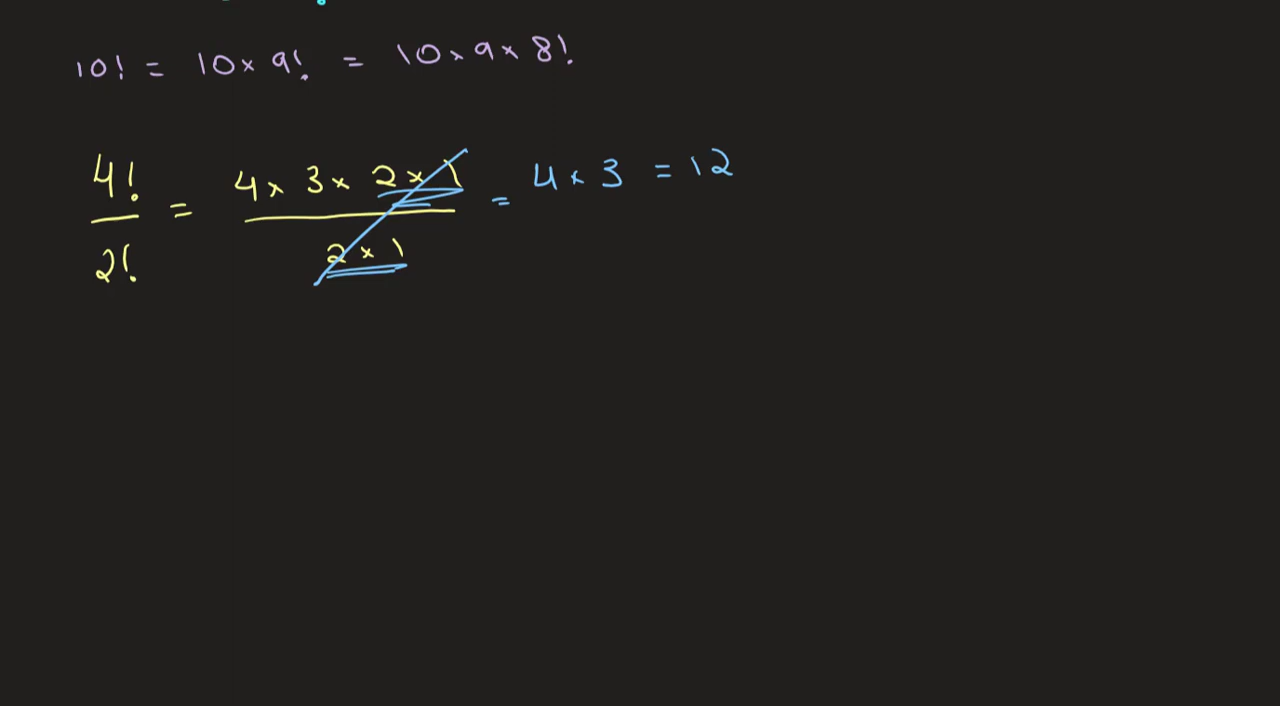 10! = 10 × 9! = 10 × 9 × 8!
4!/2! = (4 × 3 × 2 × 1)/(2 × 1) = 4 × 3 = 12